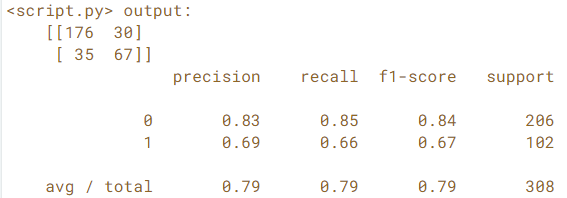 <script.py> output:
[[176 30]
[ 35 67]]
precision recall f1-score support
0 0.83 0.85 0.84 206
1 0.69 0.66 0.67 102
avg / total 0.79 0.79 0.79 308